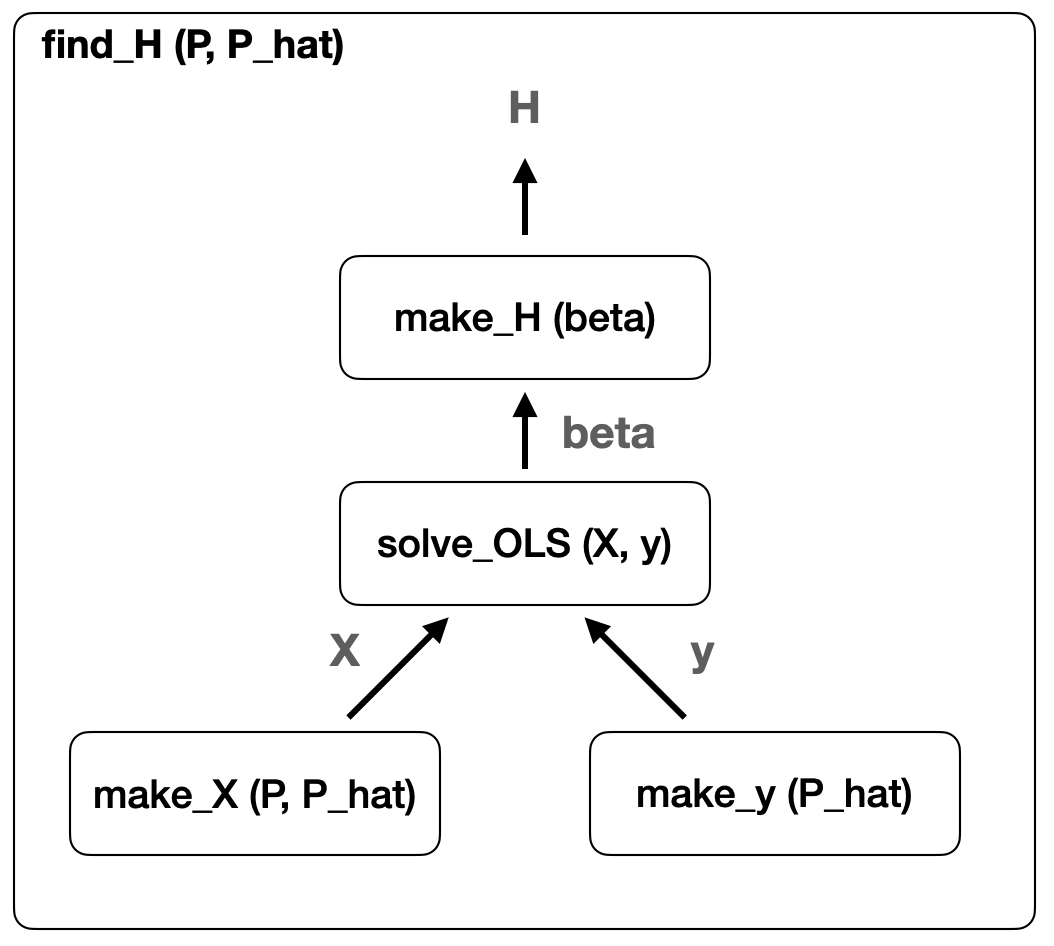 find_H (P, P_hat)
H
make_H (beta)
beta
solve_OLS (X, y)
X
y
make_X (P, P_hat)
make_y (P_hat)